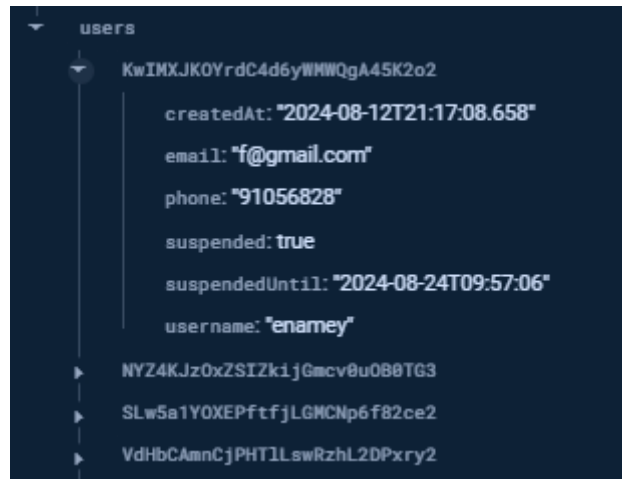 users
KwIMXJKOYrdC4d6yWMWQgA45K2o2
createdAt: "2024-08-12T21:17:08.658"
email: "f@gmail.com"
phone: "91056828"
suspended: true
suspendedUntil: "2024-08-24T09:57:06"
username: "enamey"
NYZ4KJzOxZSIZkijGmcv0uOB0TG3
SLw5a1YOXEPftfjLGMCNp6f82ce2
VdHbCAmnCjPHTlLswRzhL2DPxry2